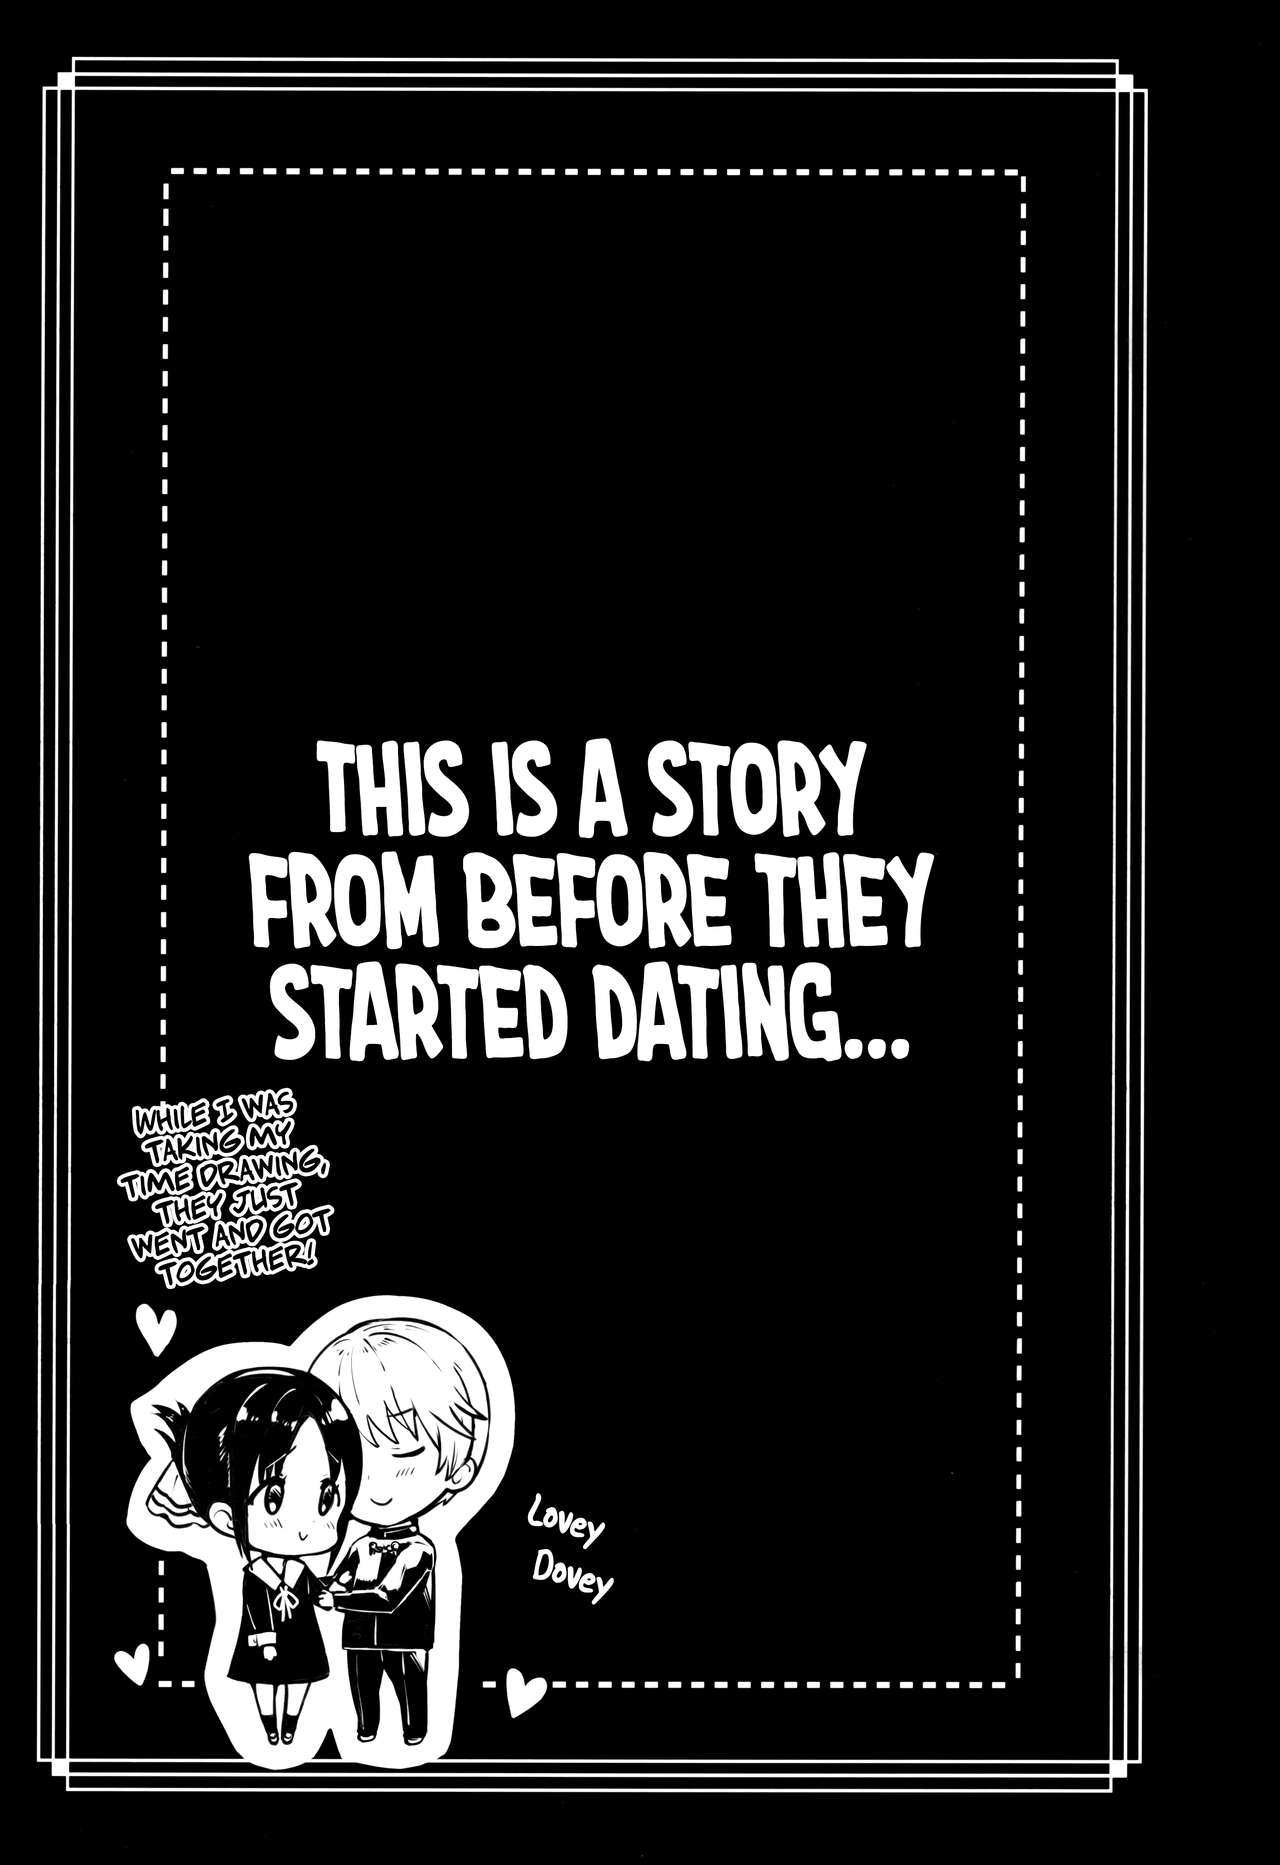 THIS IS A STORY
FROM BEFORE THEY
STARTED DATING...
WHILE I WAS
TAKING MY
TIME DRAWING,
THEY JUST
WENT AND GOT
TOGETHER!
Lovey
Dovey